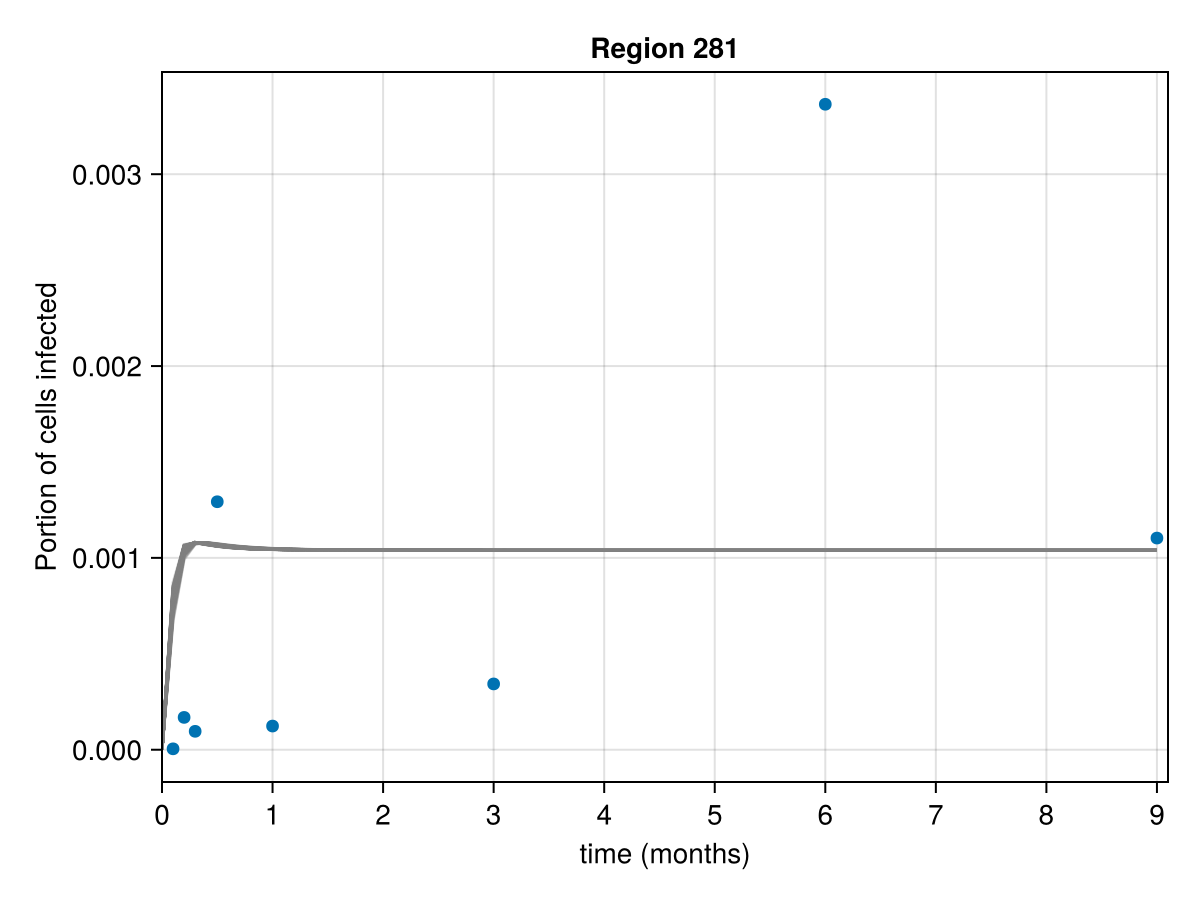 Region 281
Portion of cells infected
0.003
0.002
0.001
0.000
0 1 2 3 4 5 6 7 8 9
time (months)